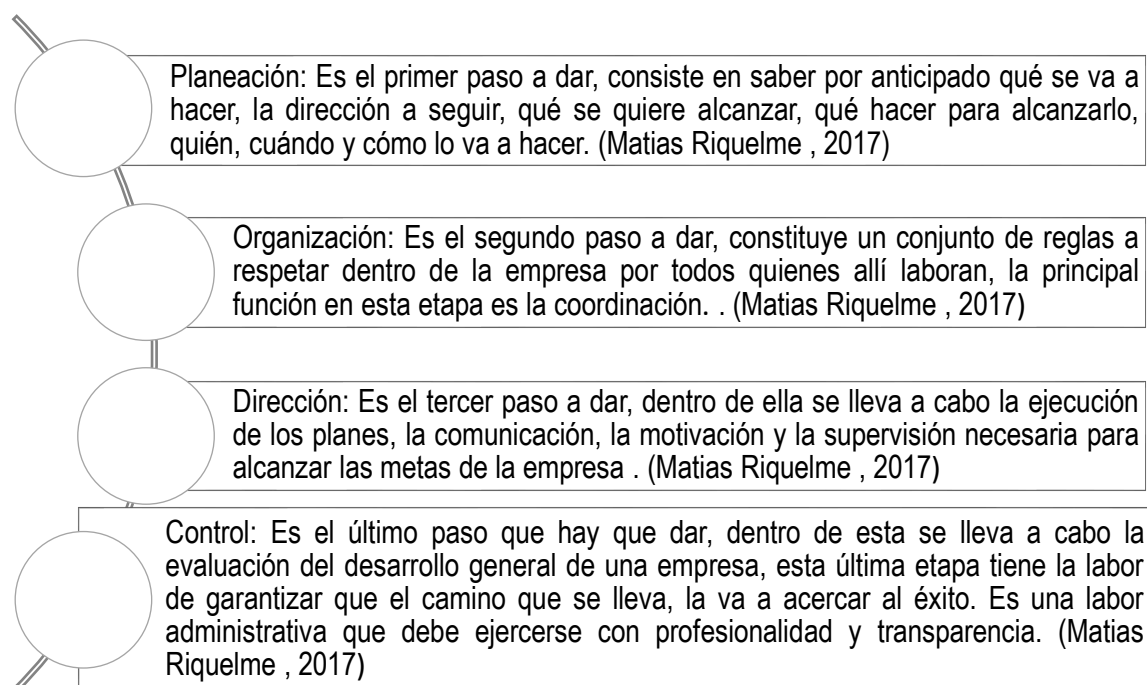 Planeación: Es el primer paso a dar, consiste en saber por anticipado qué se va a
hacer, la dirección a seguir, qué se quiere alcanzar, qué hacer para alcanzarlo,
quién, cuándo y cómo lo va a hacer. (Matias Riquelme , 2017)
Organización: Es el segundo paso a dar, constituye un conjunto de reglas a
respetar dentro de la empresa por todos quienes allí laboran, la principal
función en esta etapa es la coordinación. . (Matias Riquelme , 2017)
Dirección: Es el tercer paso a dar, dentro de ella se lleva a cabo la ejecución
de los planes, la comunicación, la motivación y la supervisión necesaria para
alcanzar las metas de la empresa . (Matias Riquelme , 2017)
Control: Es el último paso que hay que dar, dentro de esta se lleva a cabo la
evaluación del desarrollo general de una empresa, esta última etapa tiene la labor
de garantizar que el camino que se lleva, la va a acercar al éxito. Es una labor
administrativa que debe ejercerse con profesionalidad y transparencia. (Matias
Riquelme , 2017)